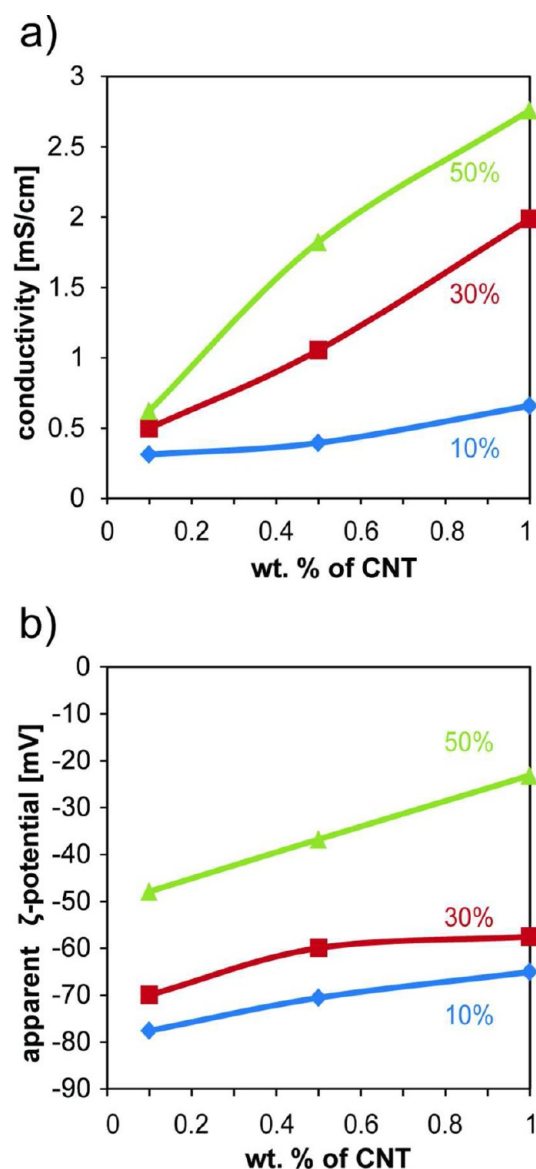 a)
3
2.5
2
1.5
1
0.5
0
conductivity [mS/cm]
50%
30%
10%
0 0.2 0.4 0.6 0.8 1
wt. % of CNT
b)
0
-10
-20
-30
-40
-50
-60
-70
-80
-90
apparent ζ-potential [mV]
50%
30%
10%
0 0.2 0.4 0.6 0.8 1
wt. % of CNT